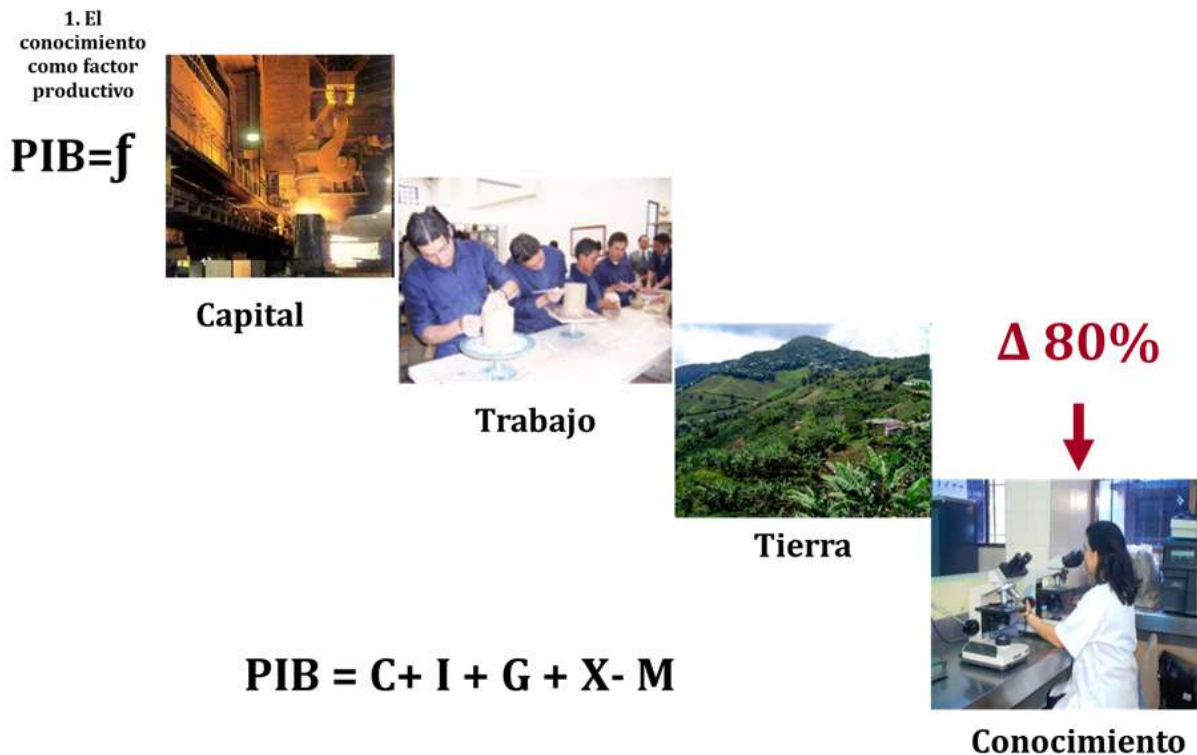 1. El
conocimiento
como factor
productivo
PIB=ƒ
Capital
Trabajo
Δ 80%
Tierra
PIB = C+ I + G + X- M
Conocimiento